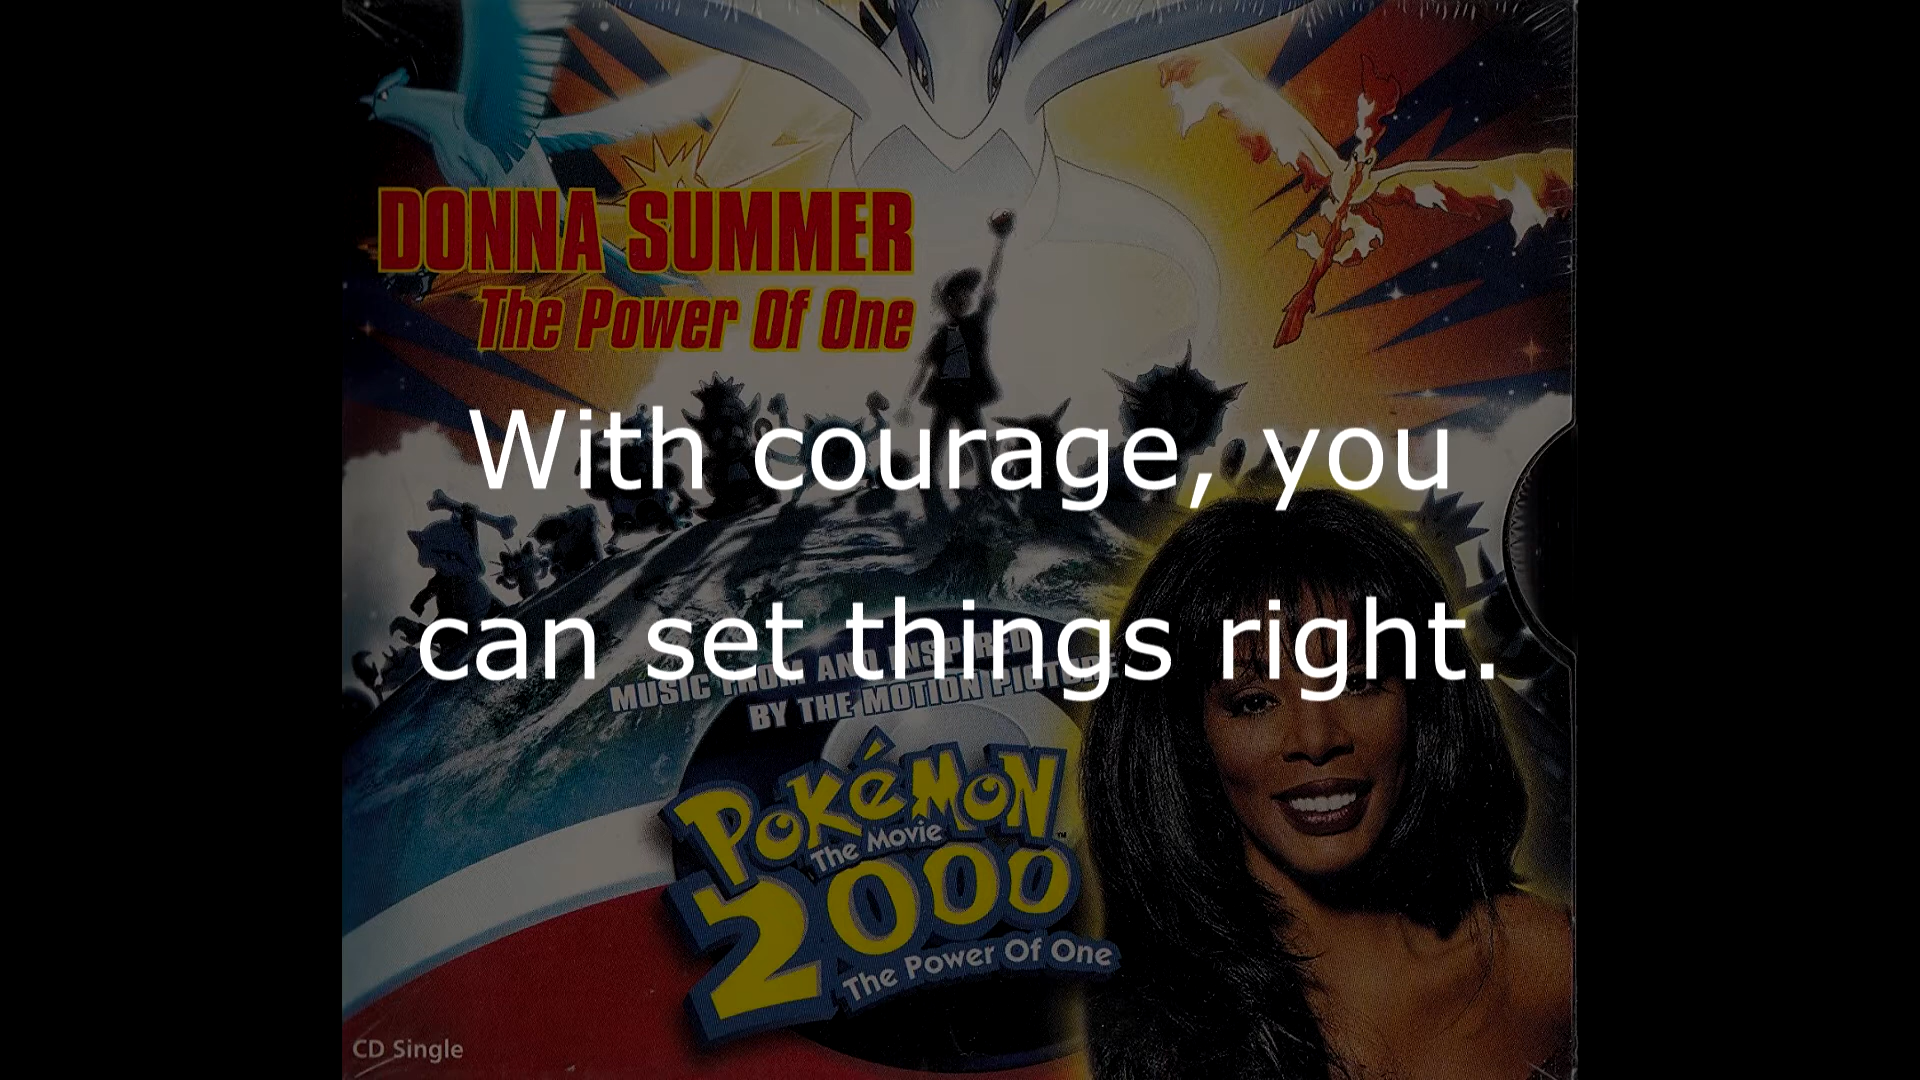 DONNA SUMMER
The Power Of One
With courage, you
can set things right.
MUSIC FROM AND INSPIRED
BY THE MOTION PICTURE
POKéMON
The Movie
™
2000
The Power Of One
CD Single